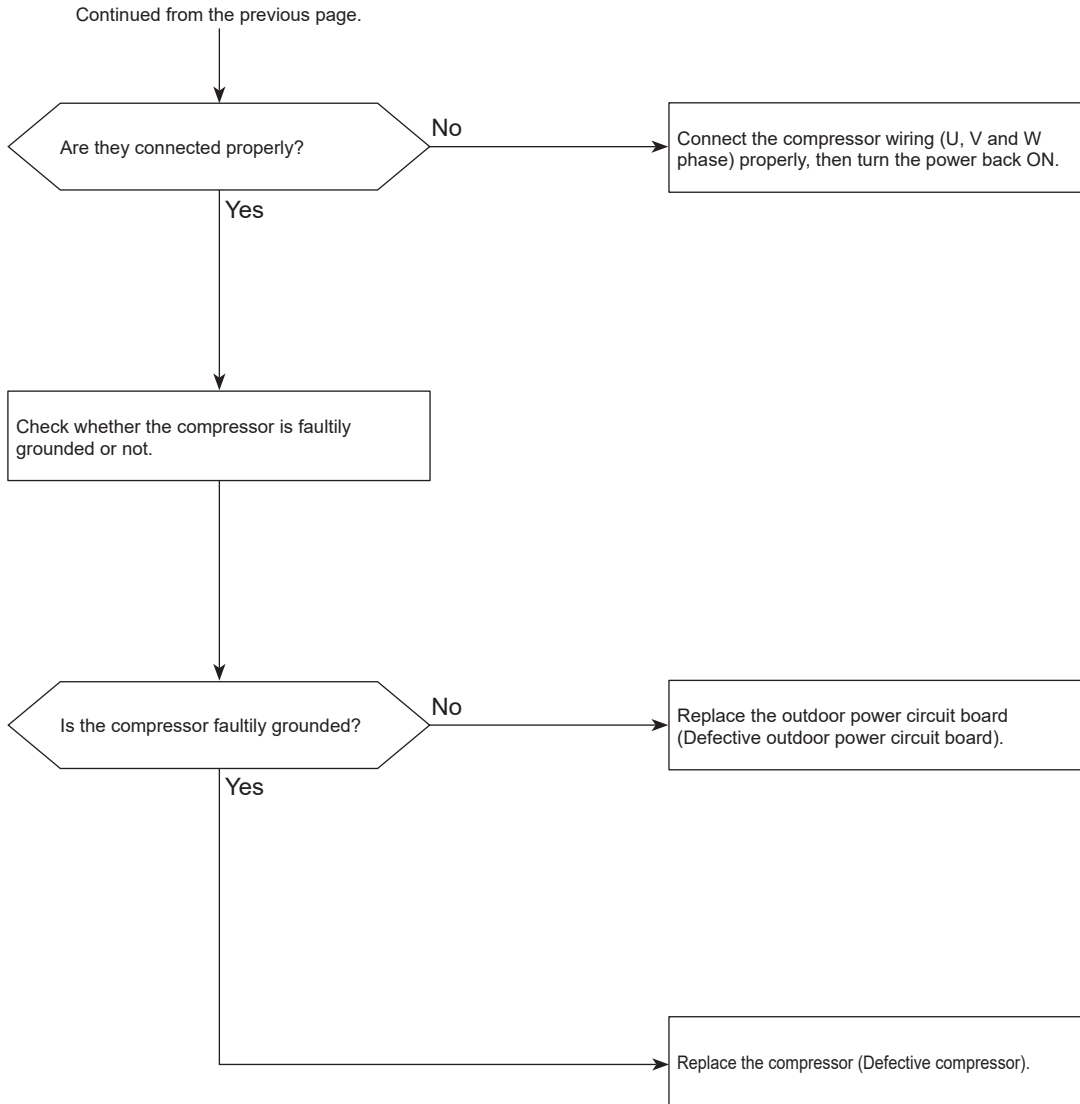 Continued from the previous page.
Are they connected properly?
No
Connect the compressor wiring (U, V and W
phase) properly, then turn the power back ON.
Yes
Check whether the compressor is faultily
grounded or not.
Is the compressor faultily grounded?
No
Replace the outdoor power circuit board
(Defective outdoor power circuit board).
Yes
Replace the compressor (Defective compressor).